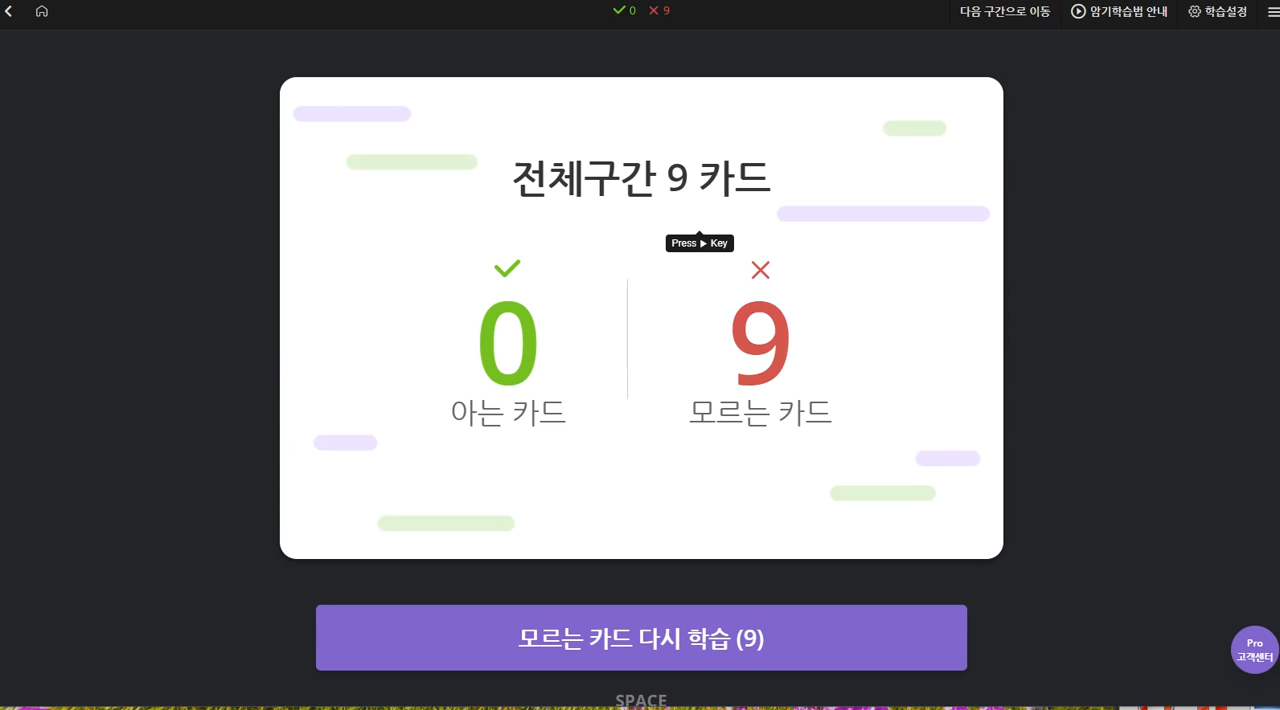 0 9 다음 구간으로 이동 암기학습법 안내 학습설정
전체구간 9 카드
Press ▶ Key
0 9
아는 카드 모르는 카드
모르는 카드 다시 학습 (9)
Pro
고객센터
SPACE